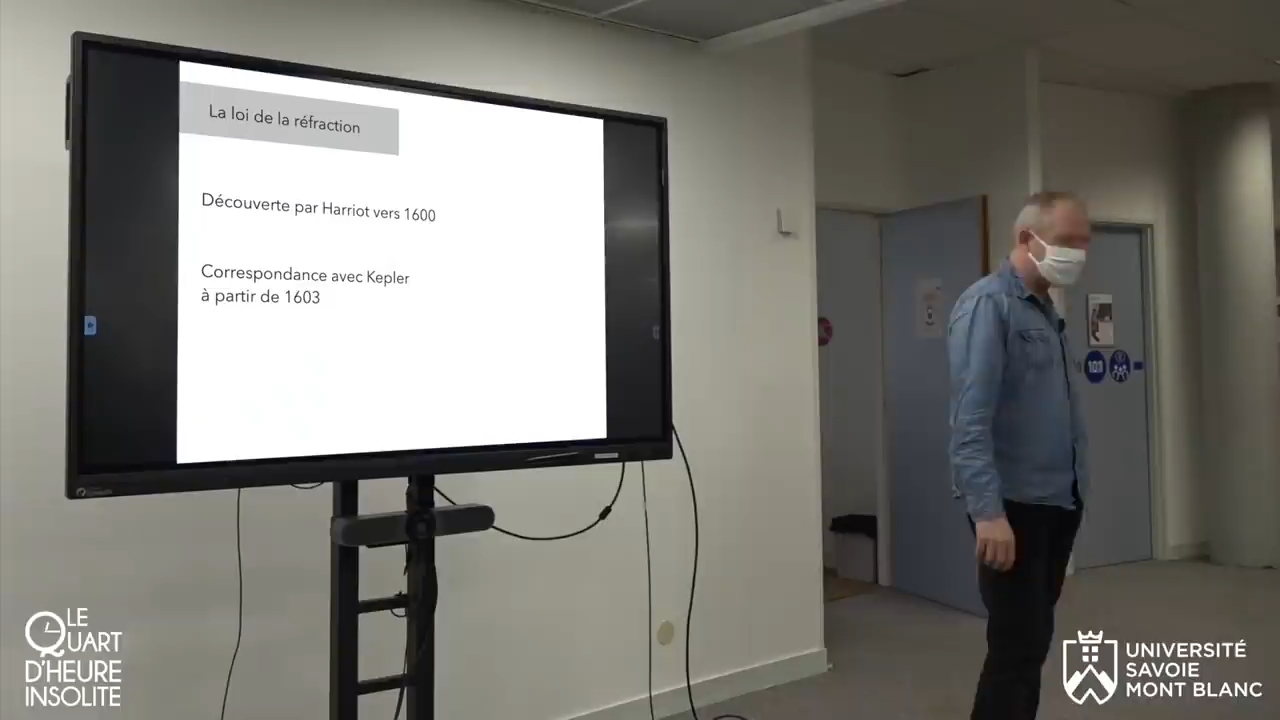 La loi de la réfraction
Découverte par Harriot vers 1600
Correspondance avec Kepler
à partir de 1603
103
LE
QUART
D'HEURE
INSOLITE
UNIVERSITÉ
SAVOIE
MONT BLANC